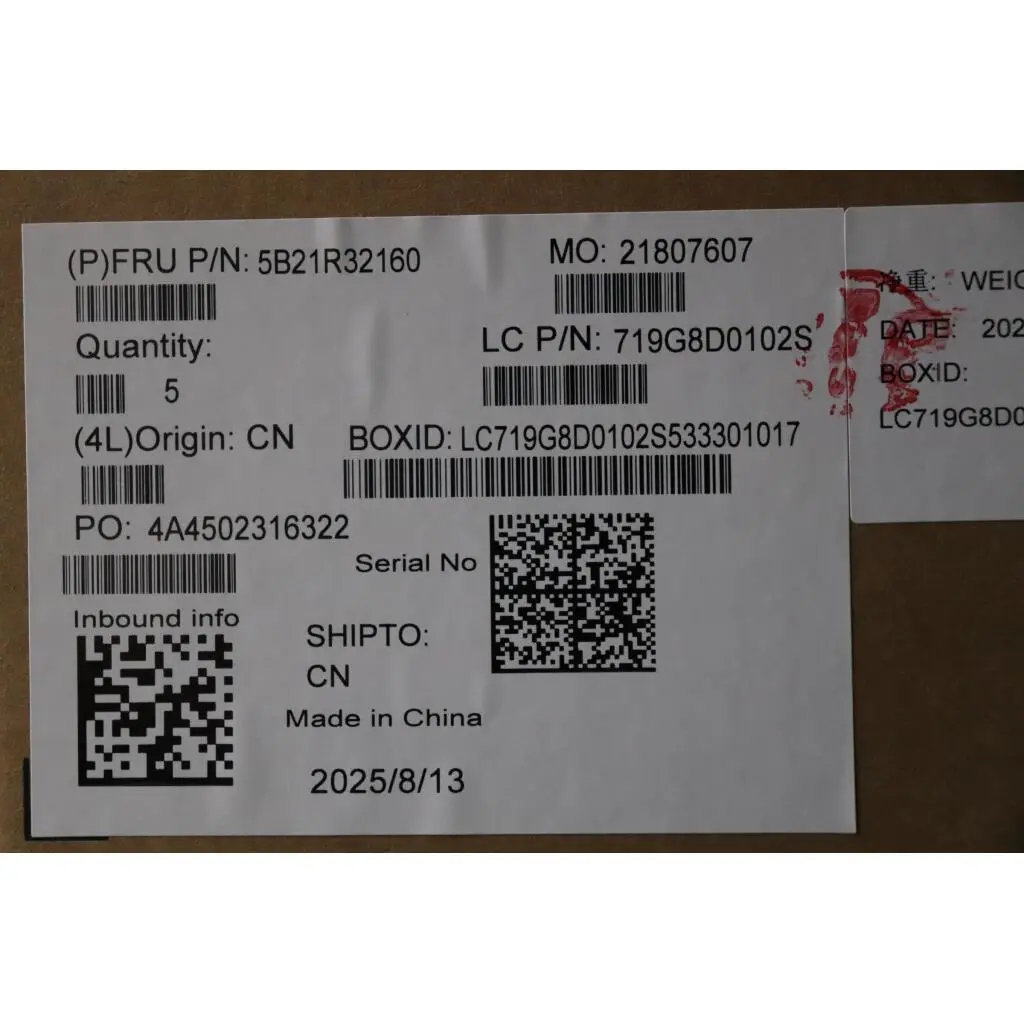 (P)FRU P/N: 5B21R32160
MO: 21807607
Quantity:
5
LC P/N: 719G8D0102S
(4L)Origin: CN
BOXID: LC719G8D0102S533301017
PO: 4A4502316322
Serial No
Inbound info
SHIPTO:
CN
Made in China
2025/8/13
净重: WEIG
DATE: 202
BOXID:
LC719G8D0